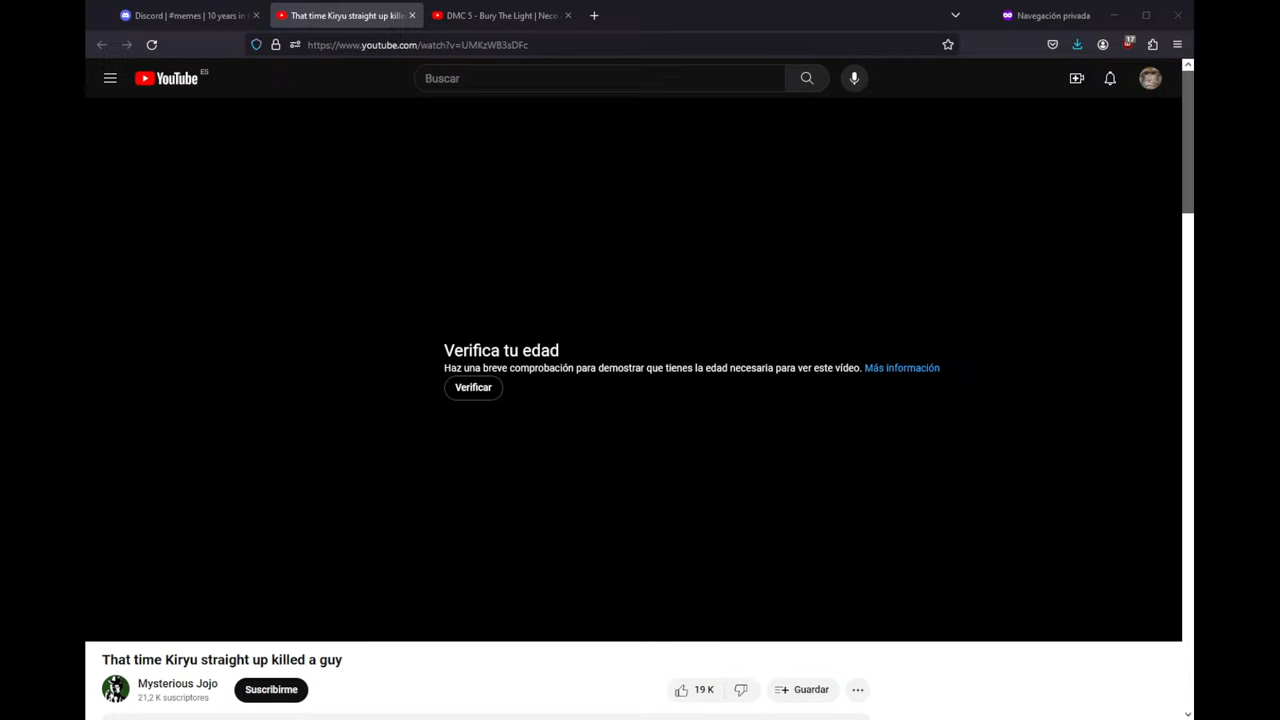 Discord | #memes | 10 years in
That time Kiryu straight up kille
DMC 5 - Bury The Light | Neco
Navegación privada
https://www.youtube.com/watch?v=UMKzWB3sDFc
17
YouTube ES
Buscar
Verifica tu edad
Haz una breve comprobación para demostrar que tienes la edad necesaria para ver este vídeo. Más información
Verificar
That time Kiryu straight up killed a guy
Mysterious Jojo
21,2 K suscriptores
Suscribirme
19 K
Guardar